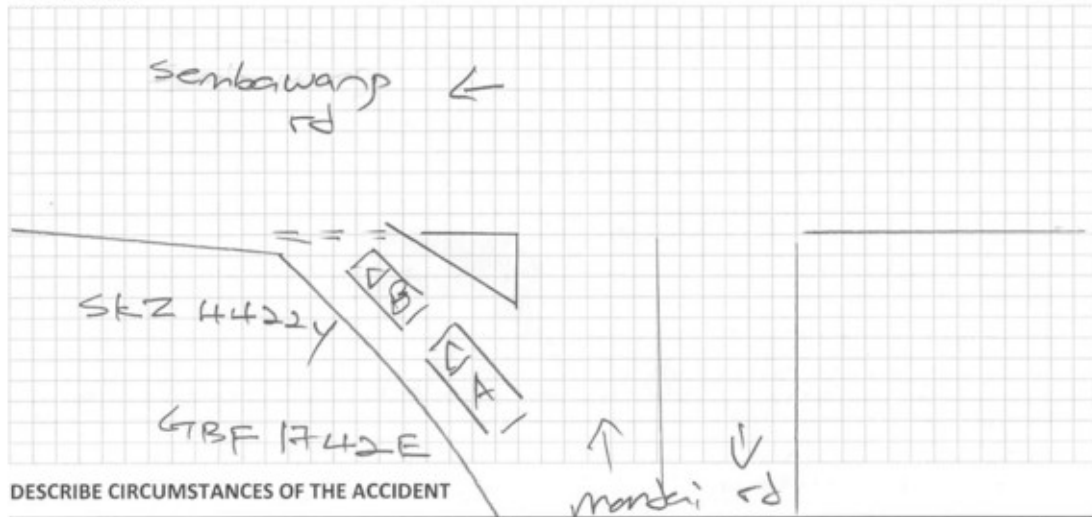 Sembawang ←
rd
SKZ 4422Y
B
A
GBF 1742E
DESCRIBE CIRCUMSTANCES OF THE ACCIDENT
mandai rd